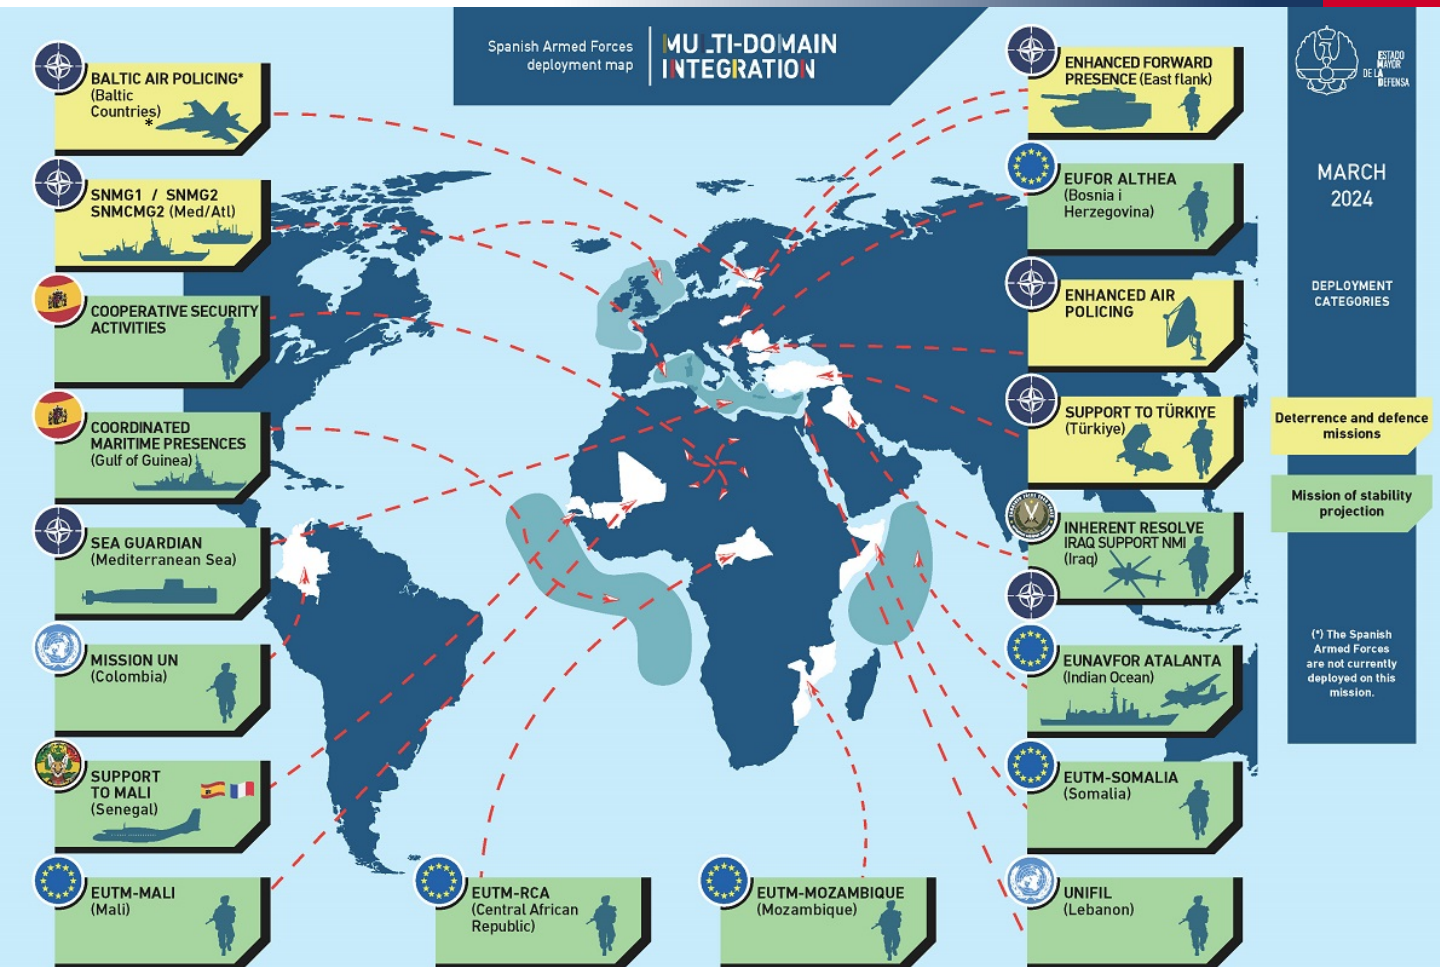 Spanish Armed Forces
deployment map
MULTI-DOMAIN
INTEGRATION
BALTIC AIR POLICING*
(Baltic
Countries)
*
SNMG1 / SNMG2
SNMCMG2 (Med/Atl)
COOPERATIVE SECURITY
ACTIVITIES
COORDINATED
MARITIME PRESENCES
(Gulf of Guinea)
SEA GUARDIAN
(Mediterranean Sea)
MISSION UN
(Colombia)
SUPPORT
TO MALI
(Senegal)
EUTM-MALI
(Mali)
EUTM-RCA
(Central African
Republic)
EUTM-MOZAMBIQUE
(Mozambique)
ENHANCED FORWARD
PRESENCE (East flank)
EUFOR ALTHEA
(Bosnia i
Herzegovina)
ENHANCED AIR
POLICING
SUPPORT TO TÜRKIYE
(Türkiye)
INHERENT RESOLVE
IRAQ SUPPORT NMI
(Iraq)
EUNAVFOR ATALANTA
(Indian Ocean)
EUTM-SOMALIA
(Somalia)
UNIFIL
(Lebanon)
ESTADO
MAYOR
DE LA DEFENSA
MARCH
2024
DEPLOYMENT
CATEGORIES
Deterrence and defence
missions
Mission of stability
projection
(*) The Spanish
Armed Forces
are not currently
deployed on this
mission.